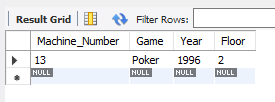 Result Grid Filter Rows:
Machine_Number Game Year Floor
13 Poker 1996 2
NULL NULL NULL NULL